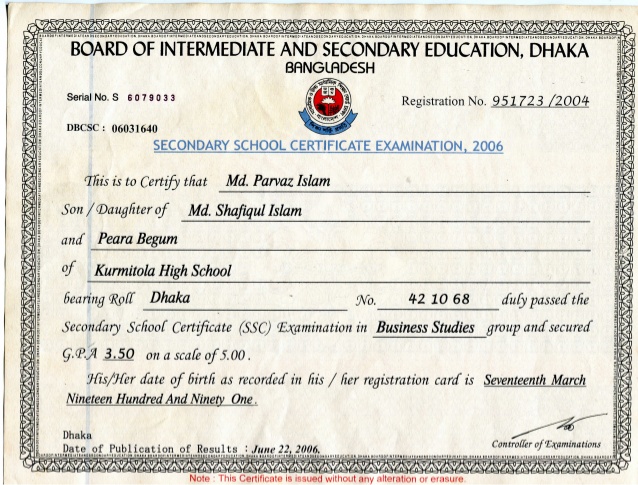 BOARD OF INTERMEDIATE AND SECONDARY EDUCATION, DHAKA
BANGLADESH
Serial No. S 6079033
Registration No. 951723 /2004
DBCSC : 06031640
SECONDARY SCHOOL CERTIFICATE EXAMINATION, 2006
This is to Certify that Md. Parvaz Islam
Son / Daughter of Md. Shafiqul Islam
and Peara Begum
of Kurmitola High School
bearing Roll Dhaka No. 42 10 68 duly passed the
Secondary School Certificate (SSC) Examination in Business Studies group and secured
G.P.A 3.50 on a scale of 5.00 .
His/Her date of birth as recorded in his / her registration card is Seventeenth March
Nineteen Hundred And Ninety One .
Dhaka
Date of Publication of Results : June 22, 2006.
Controller of Examinations
Note : This Certificate is issued without any alteration or erasure.